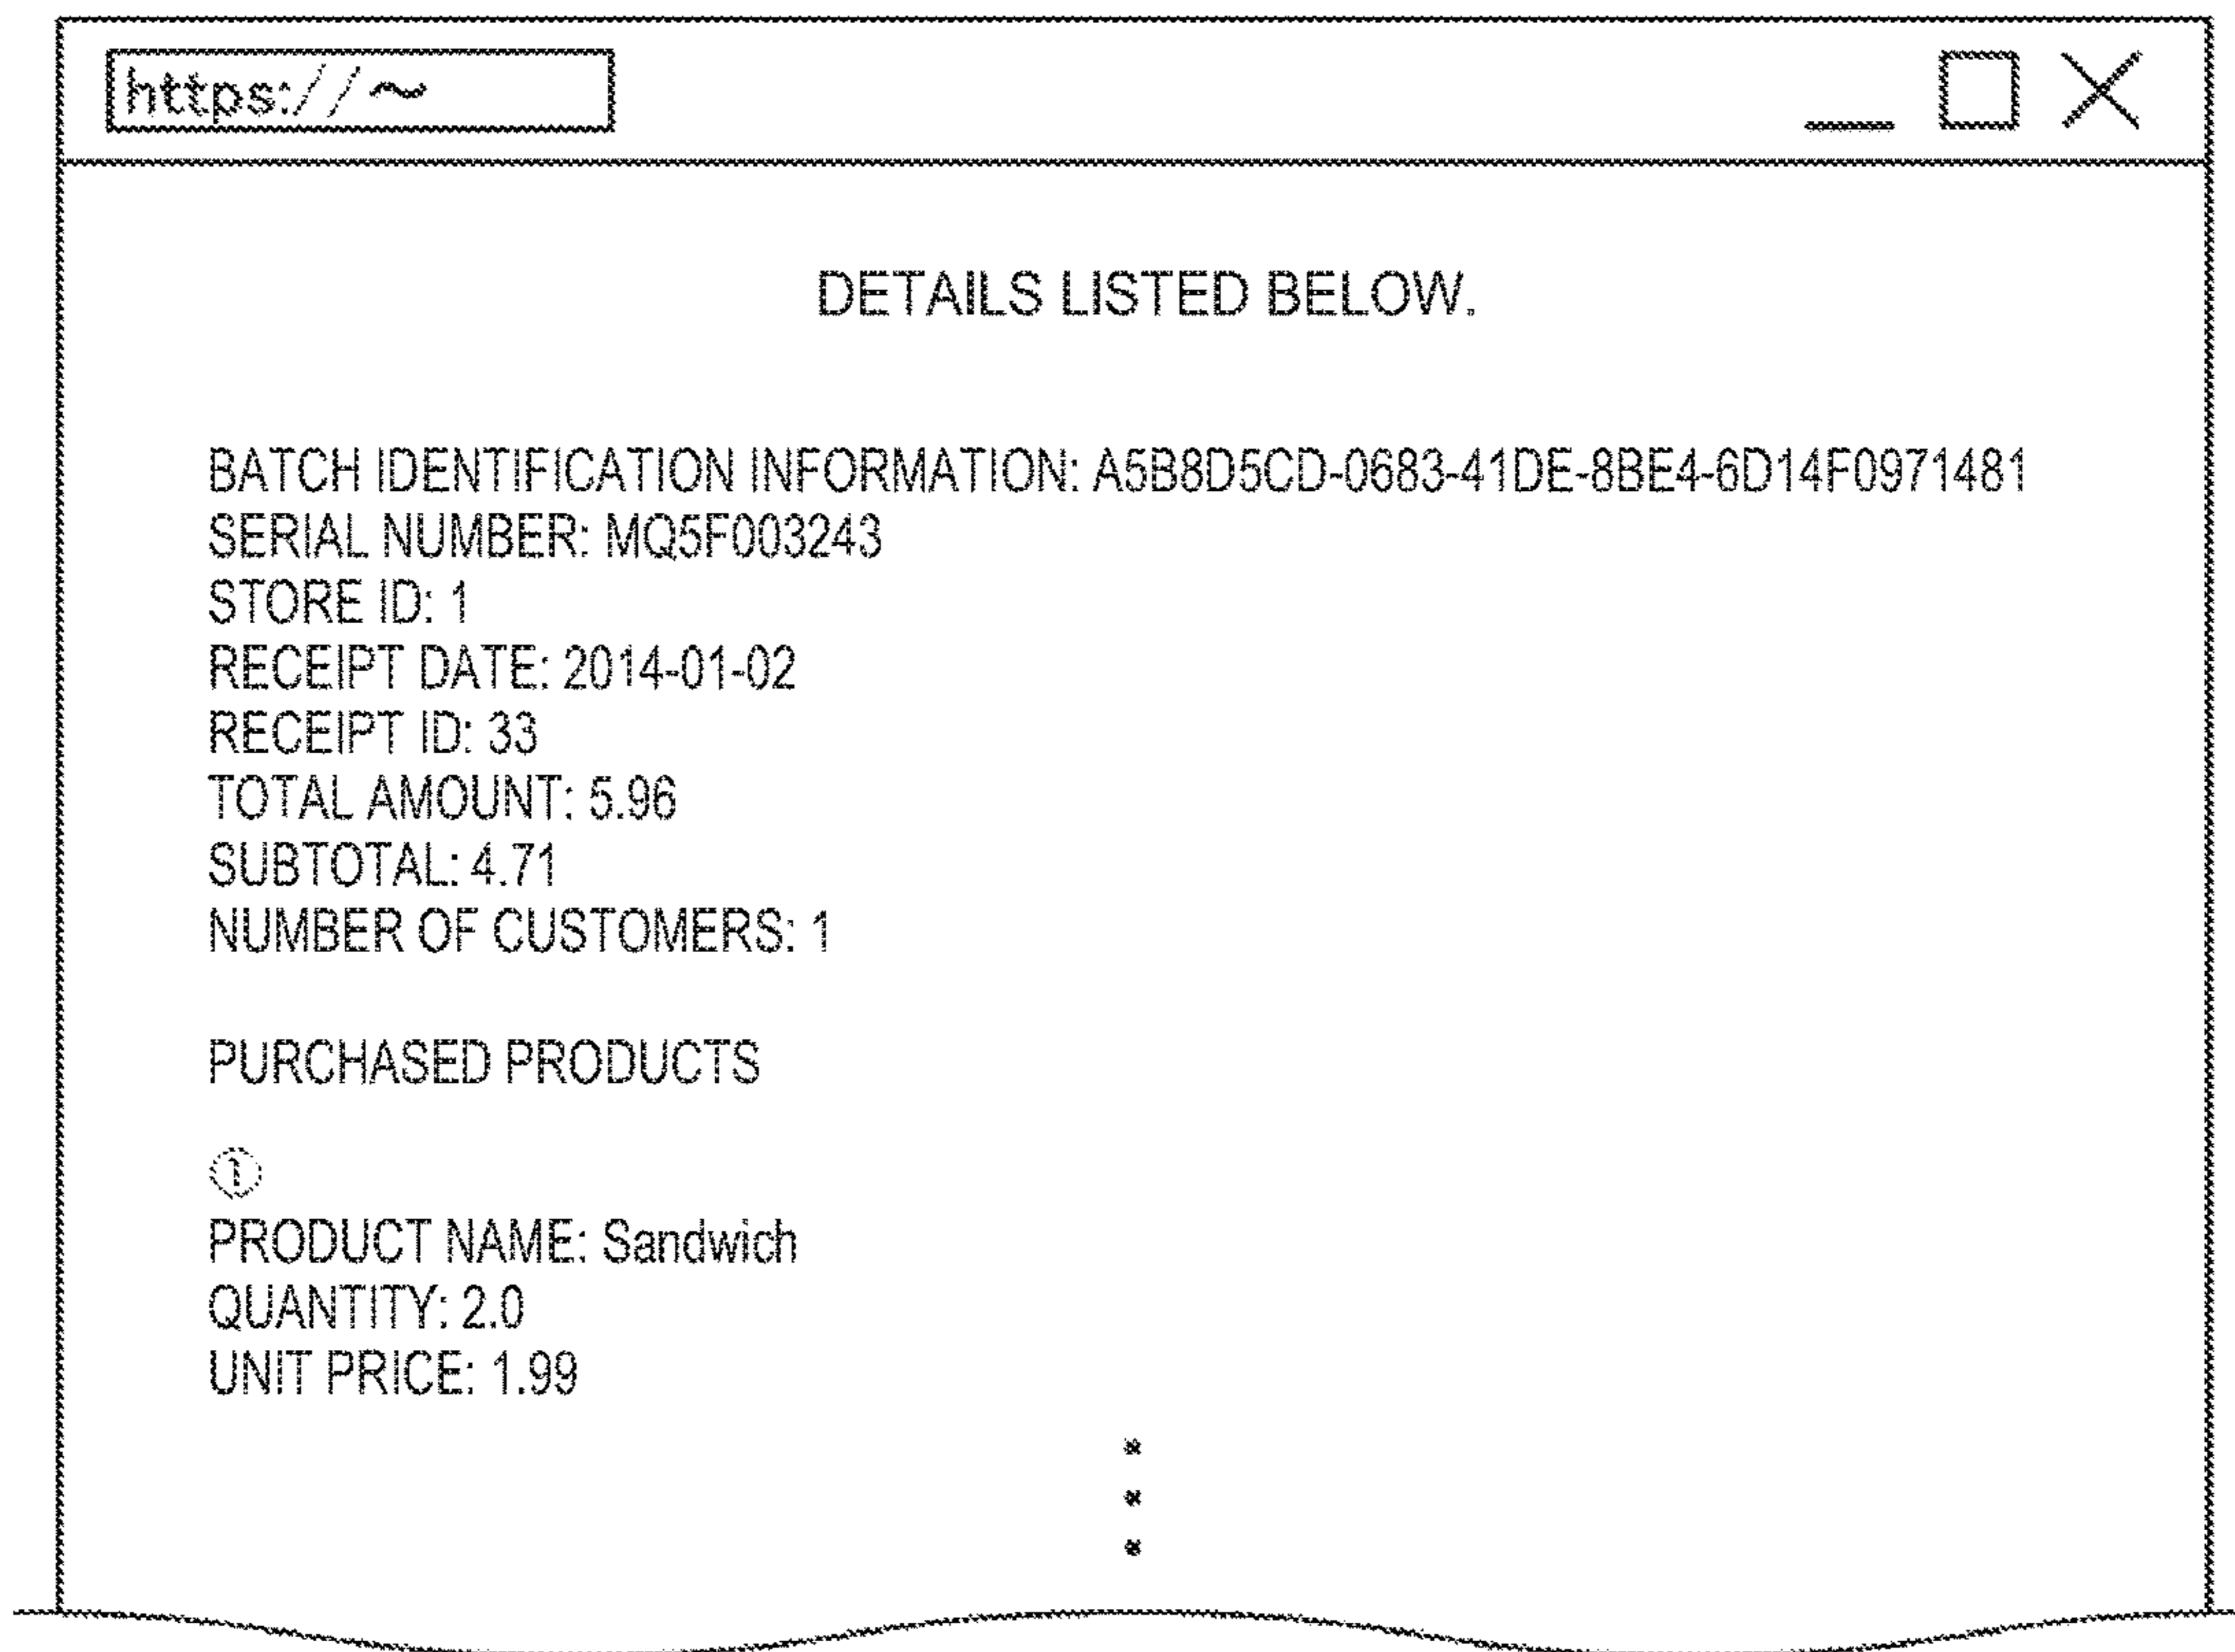 https://~
DETAILS LISTED BELOW.
BATCH IDENTIFICATION INFORMATION: A5B8D5CD-0683-41DE-8BE4-6D14F0971481
SERIAL NUMBER: MQ5F003243
STORE ID: 1
RECEIPT DATE: 2014-01-02
RECEIPT ID: 33
TOTAL AMOUNT: 5.96
SUBTOTAL: 4.71
NUMBER OF CUSTOMERS: 1
PURCHASED PRODUCTS
①
PRODUCT NAME: Sandwich
QUANTITY: 2.0
UNIT PRICE: 1.99